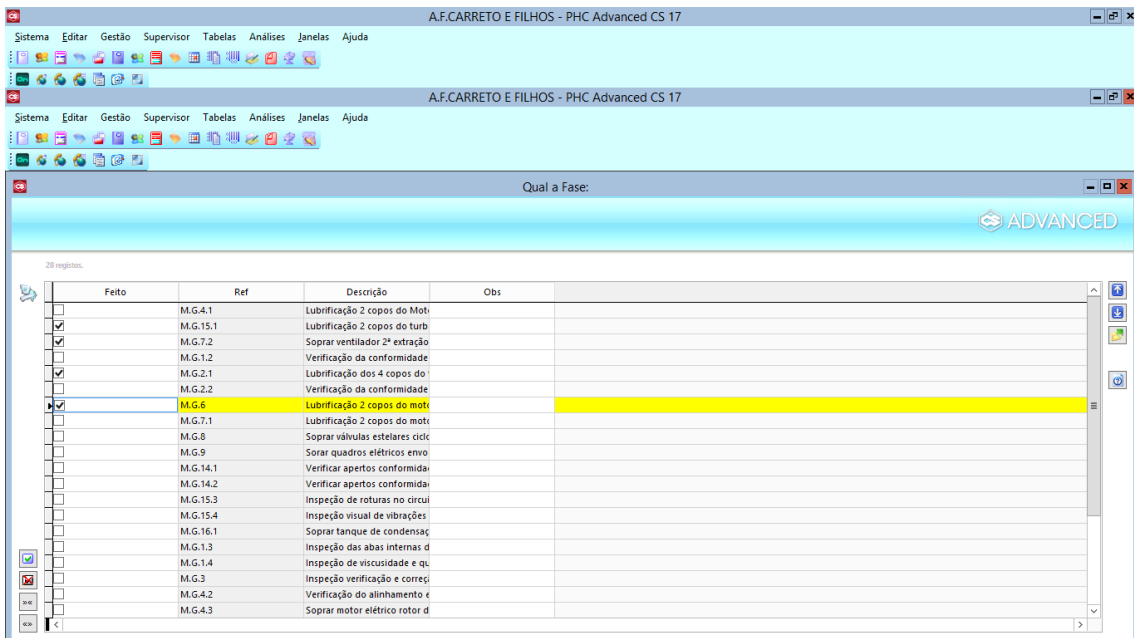 A.F.CARRETO E FILHOS - PHC Advanced CS 17
Sistema Editar Gestão Supervisor Tabelas Análises Janelas Ajuda
A.F.CARRETO E FILHOS - PHC Advanced CS 17
Sistema Editar Gestão Supervisor Tabelas Análises Janelas Ajuda
Qual a Fase:
CS ADVANCED
28 registos.
Feito Ref Descrição Obs
M.G.4.1 Lubrificação 2 copos do Moto
M.G.15.1 Lubrificação 2 copos do turb
M.G.7.2 Soprar ventilador 2ª extração
M.G.1.2 Verificação da conformidade
M.G.2.1 Lubrificação dos 4 copos do
M.G.2.2 Verificação da conformidade
M.G.6 Lubrificação 2 copos do moto
M.G.7.1 Lubrificação 2 copos do moto
M.G.8 Soprar válvulas estelares ciclo
M.G.9 Sorar quadros elétricos envo
M.G.14.1 Verificar apertos conformida
M.G.14.2 Verificar apertos conformida
M.G.15.3 Inspeção de roturas no circui
M.G.15.4 Inspeção visual de vibrações
M.G.16.1 Soprar tanque de condensaç
M.G.1.3 Inspeção das abas internas d
M.G.1.4 Inspeção de viscusidade e qu
M.G.3 Inspeção verificação e correç
M.G.4.2 Verificação do alinhamento e
M.G.4.3 Soprar motor elétrico rotor d